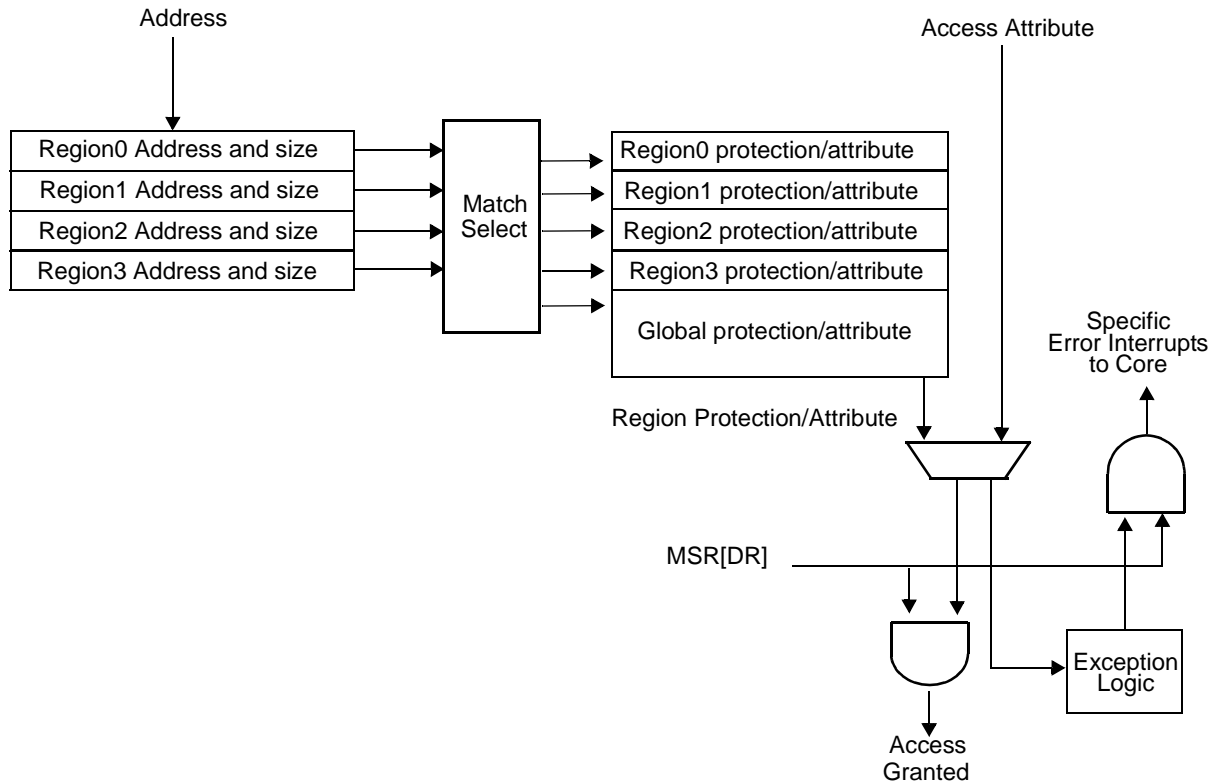 Address
Access Attribute
Region0 Address and size
Region1 Address and size
Region2 Address and size
Region3 Address and size
Match
Select
Region0 protection/attribute
Region1 protection/attribute
Region2 protection/attribute
Region3 protection/attribute
Global protection/attribute
Specific
Error Interrupts
to Core
Region Protection/Attribute
MSR[DR]
Exception
Logic
Access
Granted